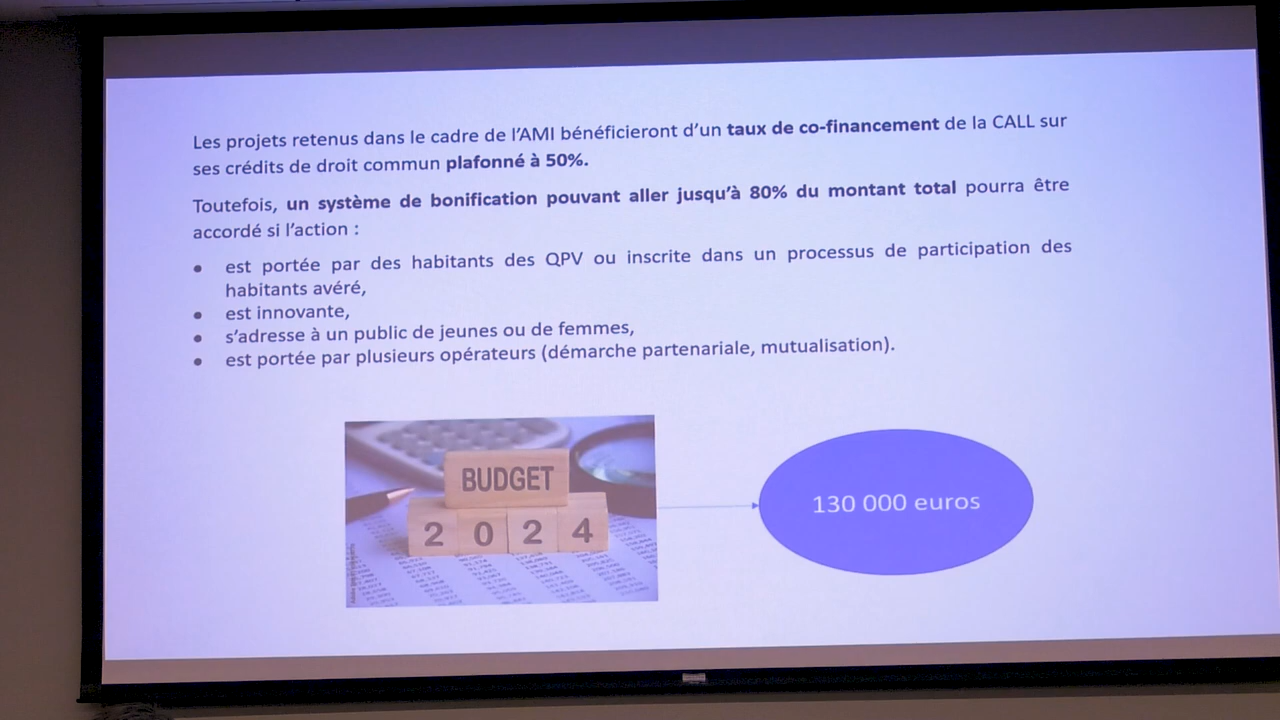 Les projets retenus dans le cadre de l'AMI bénéficieront d'un taux de co-financement de la CALL sur
ses crédits de droit commun plafonné à 50%.
Toutefois, un système de bonification pouvant aller jusqu'à 80% du montant total pourra être
accordé si l'action :
• est portée par des habitants des QPV ou inscrite dans un processus de participation des
habitants avéré,
• est innovante,
• s'adresse à un public de jeunes ou de femmes,
• est portée par plusieurs opérateurs (démarche partenariale, mutualisation).
BUDGET
2 0 2 4
130 000 euros